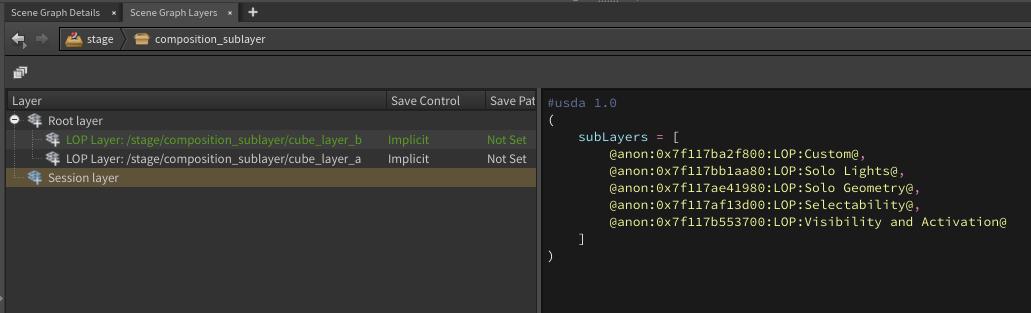 Scene Graph Details × Scene Graph Layers × +
stage composition_sublayer
Layer Save Control Save Pat
Root layer
LOP Layer: /stage/composition_sublayer/cube_layer_b Implicit Not Set
LOP Layer: /stage/composition_sublayer/cube_layer_a Implicit Not Set
Session layer
#usda 1.0
(
subLayers = [
@anon:0x7f117ba2f800:LOP:Custom@,
@anon:0x7f117bb1aa80:LOP:Solo Lights@,
@anon:0x7f117ae41980:LOP:Solo Geometry@,
@anon:0x7f117af13d00:LOP:Selectability@,
@anon:0x7f117b553700:LOP:Visibility and Activation@
]
)